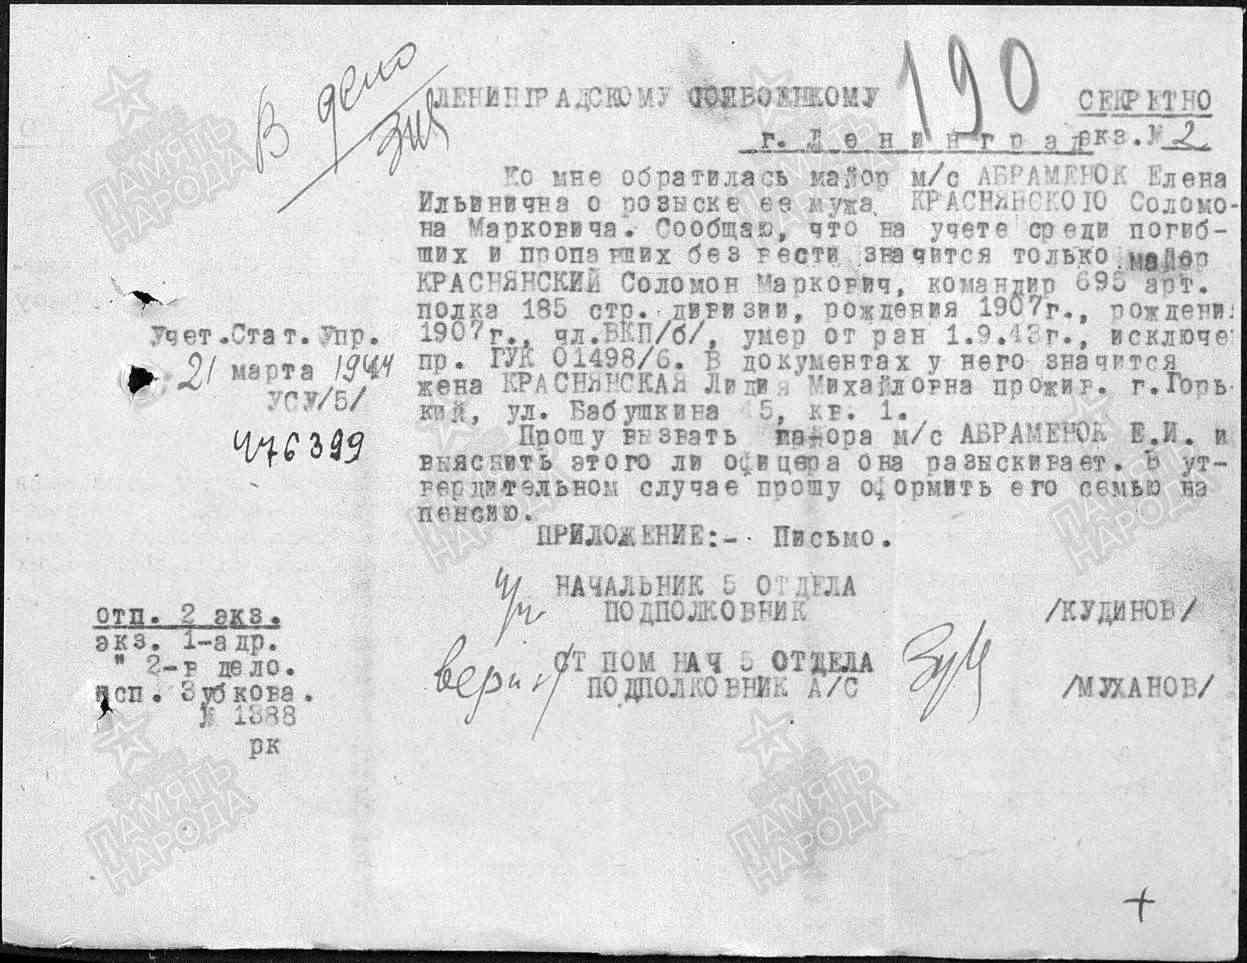 В дело
190
ЛЕНИНГРАДСКОМУ ОБЛВОЕНКОМУ
СЕКРЕТНО
экз.№ 2
г. Ленинград
Ко мне обратилась майор м/с АБРАМЕНОК Елена
Ильинична о розыске ее мужа КРАСНЯНСКОГО Соломо-
на Марковича. Сообщаю, что на учете среди погиб-
ших и пропавших без вести значится только майор
КРАСНЯНСКИЙ Соломон Маркович, командир 695 арт.
полка 185 стр. дивизии, рождения 1907г., рождения
1907г., чл.ВКП/б/, умер от ран 1.9.43г., исключен
пр. ГУК 01498/6. В документах у него значится
жена КРАСНЯНСКАЯ Лидия Михайловна прожив. г.Горь-
кий, ул. Бабушкина 45, кв. 1.
Прошу вызвать майора м/с АБРАМЕНОК Е.И. и
выяснить этого ли офицера она разыскивает. В ут-
вердительном случае прошу оформить его семью на
пенсию.
ПРИЛОЖЕНИЕ:- Письмо.
Учет.Стат.Упр.
21 марта 1944
УСУ/5/
476399
НАЧАЛЬНИК 5 ОТДЕЛА
ПОДПОЛКОВНИК /КУДИНОВ/
СТ ПОМ НАЧ 5 ОТДЕЛА
ПОДПОЛКОВНИК А/С /МУХАНОВ/
отп. 2 экз.
экз. 1-адр.
" 2-в дело.
исп. Зубкова.
№ 1388
рк
ПАМЯТЬ
НАРОДА